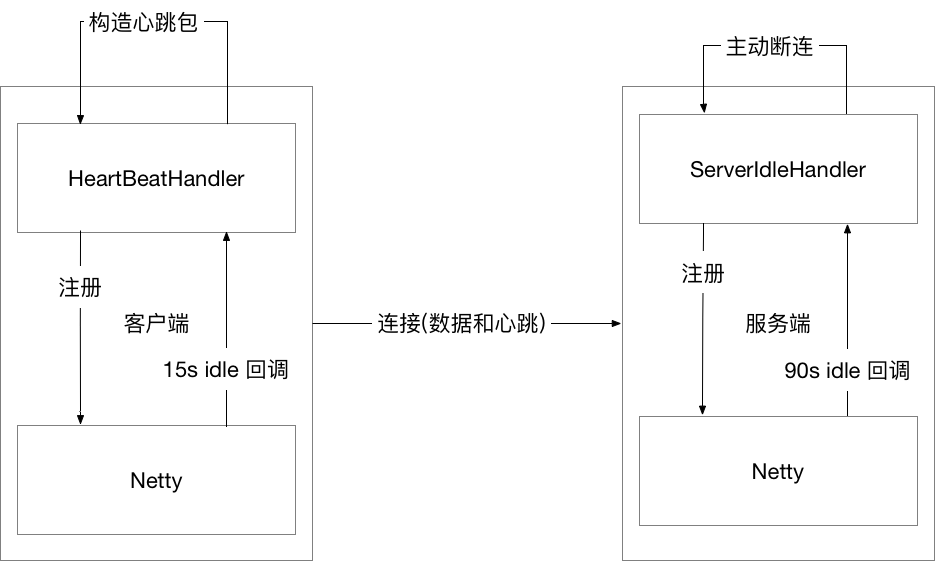 构造心跳包
HeartBeatHandler
注册
客户端
15s idle 回调
Netty
连接(数据和心跳)
主动断连
ServerIdleHandler
注册
服务端
90s idle 回调
Netty